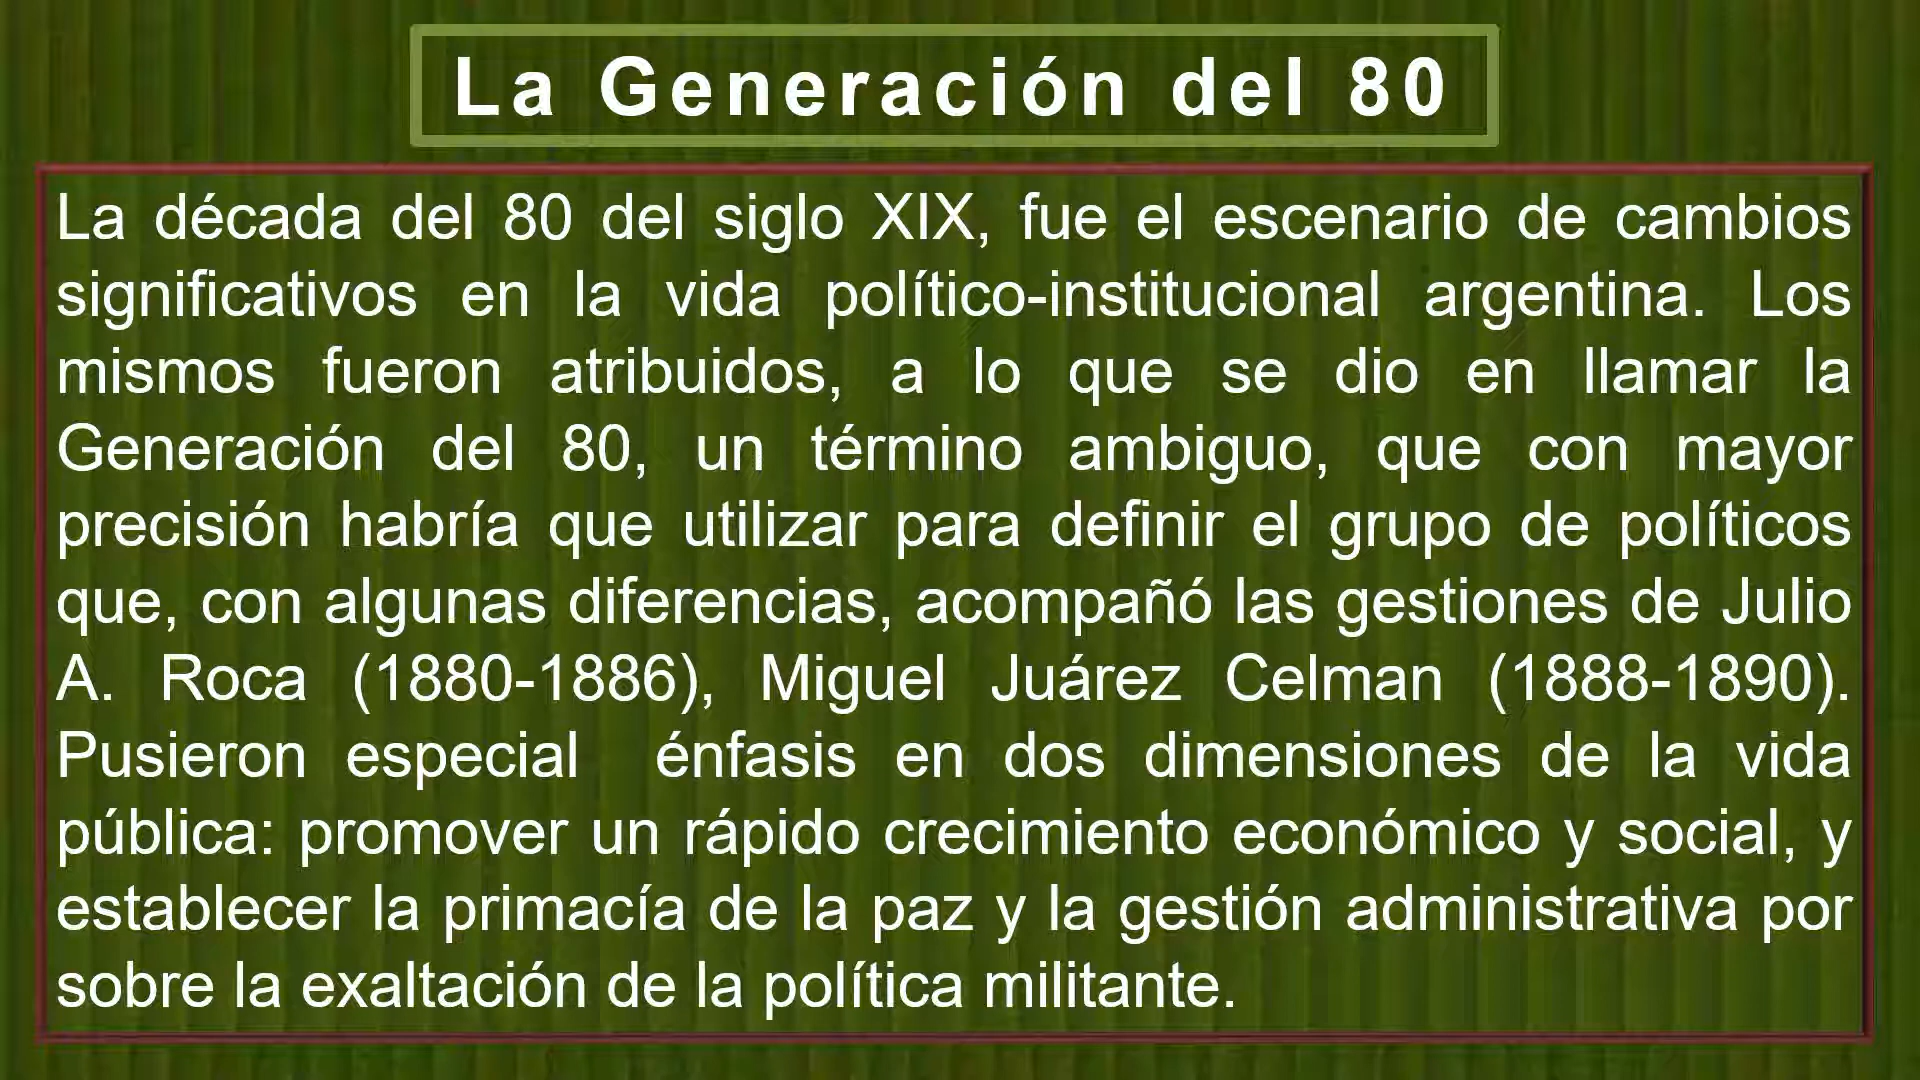 La Generación del 80
La década del 80 del siglo XIX, fue el escenario de cambios
significativos en la vida político-institucional argentina. Los
mismos fueron atribuidos, a lo que se dio en llamar la
Generación del 80, un término ambiguo, que con mayor
precisión habría que utilizar para definir el grupo de políticos
que, con algunas diferencias, acompañó las gestiones de Julio
A. Roca (1880-1886), Miguel Juárez Celman (1888-1890).
Pusieron especial énfasis en dos dimensiones de la vida
pública: promover un rápido crecimiento económico y social, y
establecer la primacía de la paz y la gestión administrativa por
sobre la exaltación de la política militante.